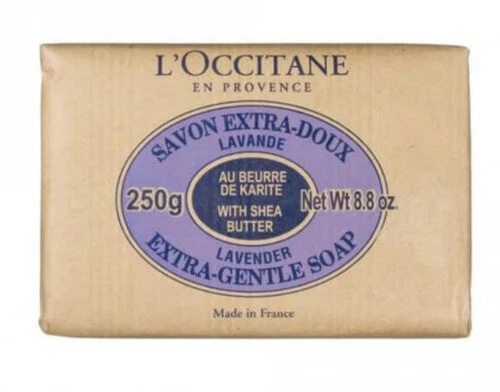 L'OCCITANE
EN PROVENCE
SAVON EXTRA-DOUX
LAVANDE
250g
AU BEURRE
DE KARITE
WITH SHEA
BUTTER
Net Wt 8.8 oz.
LAVENDER
EXTRA-GENTLE SOAP
Made in France